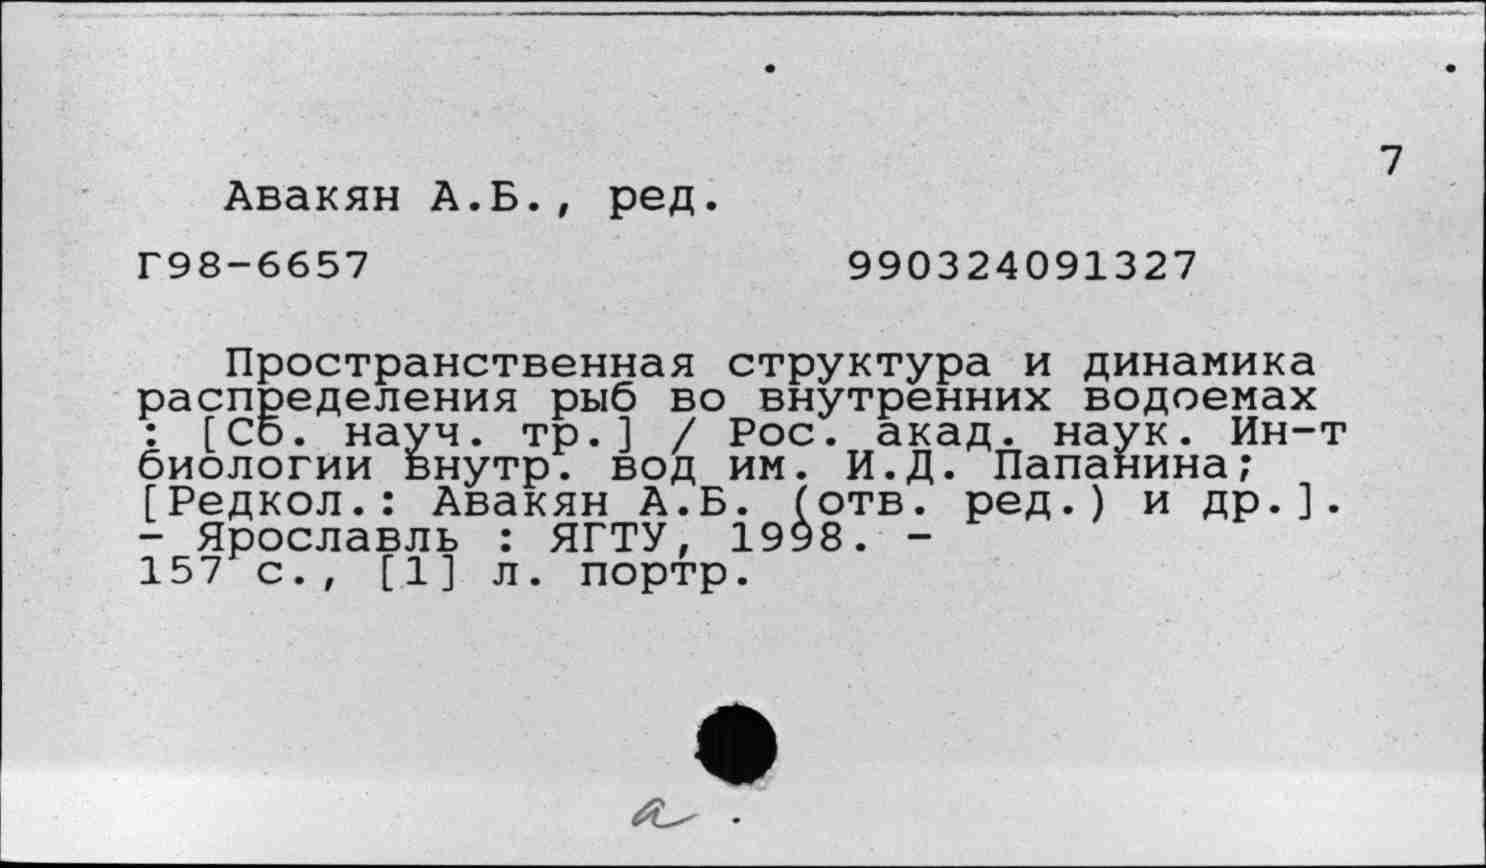 7
Авакян А.Б., ред.
Г98-6657 990324091327
Пространственная структура и динамика
распределения рыб во внутренних водоемах
: [Сб. науч. тр.] / Рос. акад. наук. Ин-т
биологии внутр. вод им. И.Д. Папанина;
[Редкол.: Авакян А.Б. (отв. ред.) и др.].
- Ярославль : ЯГТУ, 1998. -
157 с., [1] л. портр.
а